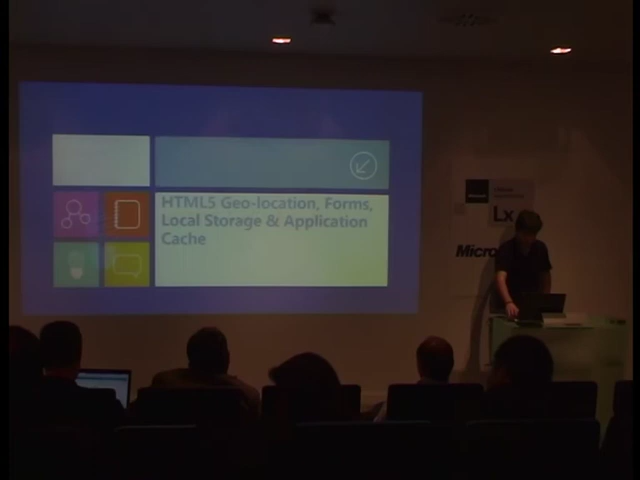 HTML5 Geo-location, Forms,
Local Storage & Application
Cache
Lx
Micro